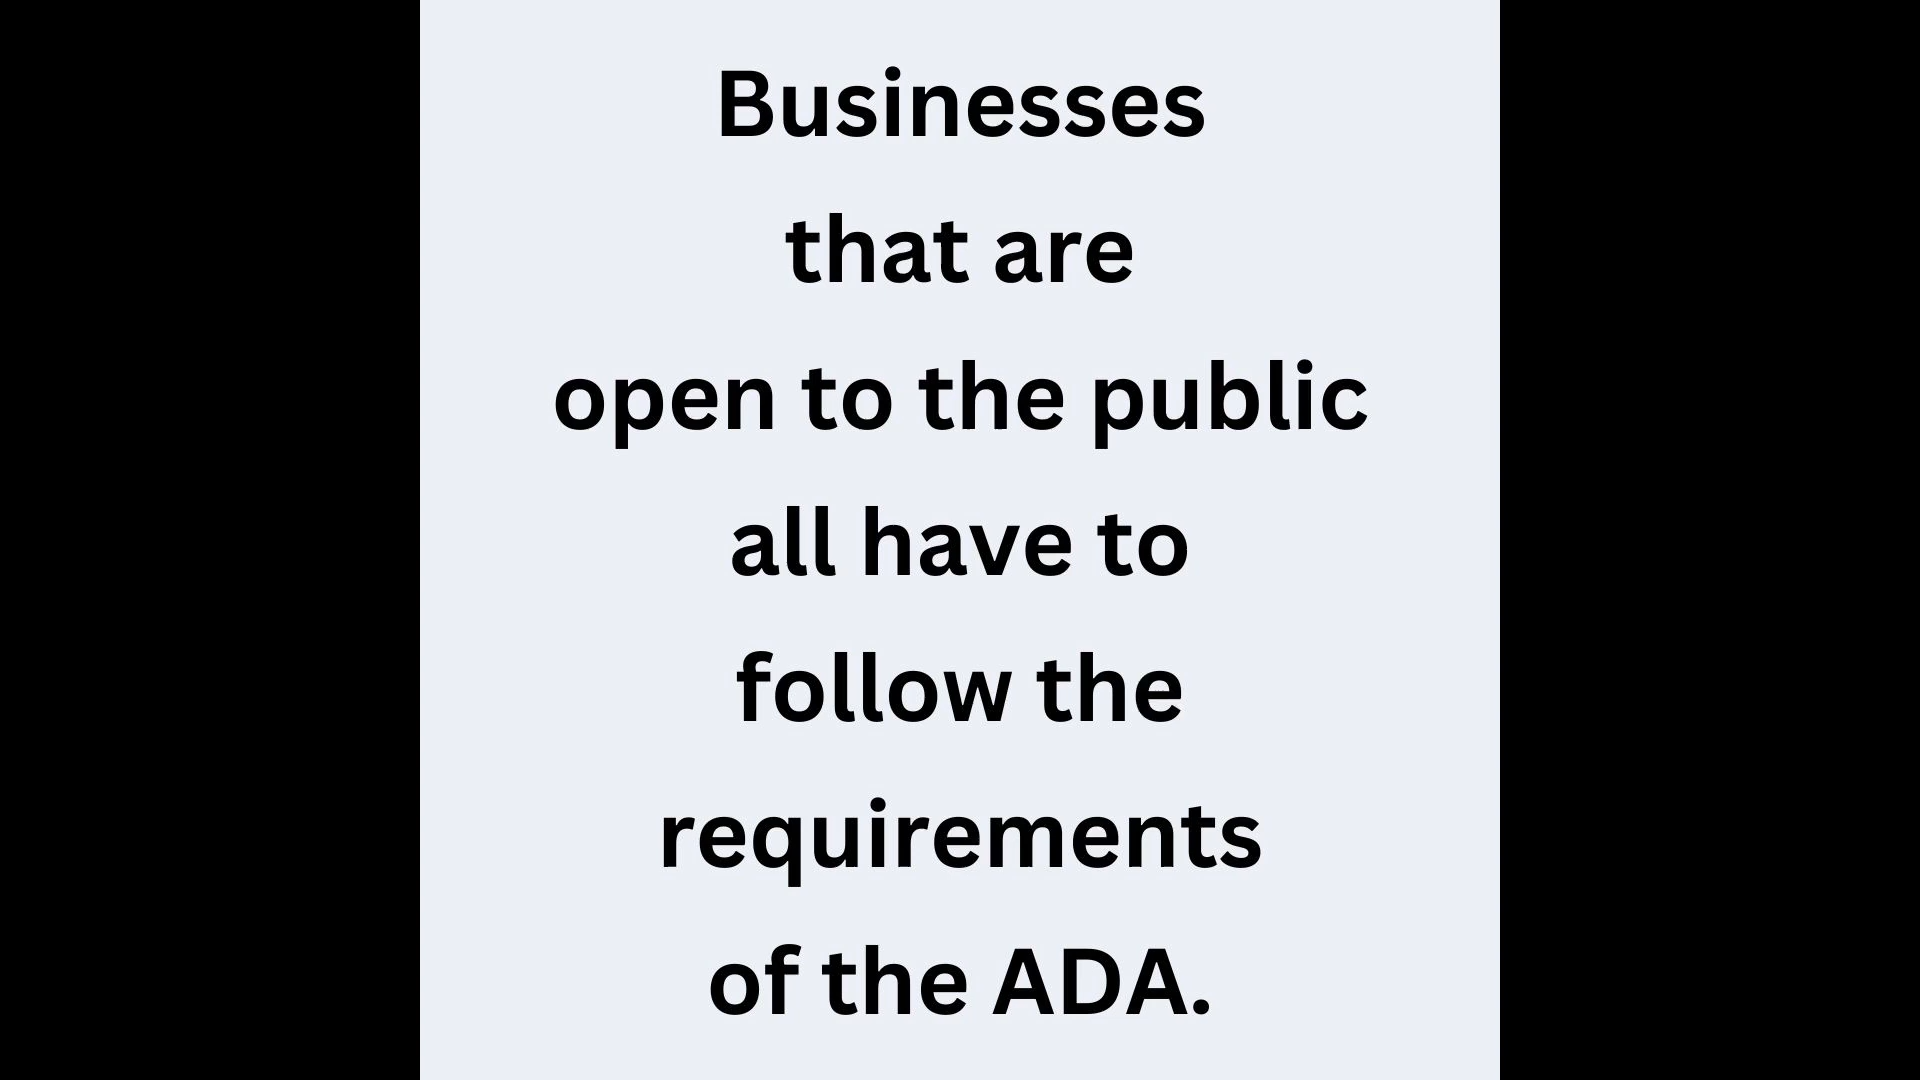 Businesses
that are
open to the public
all have to
follow the
requirements
of the ADA.